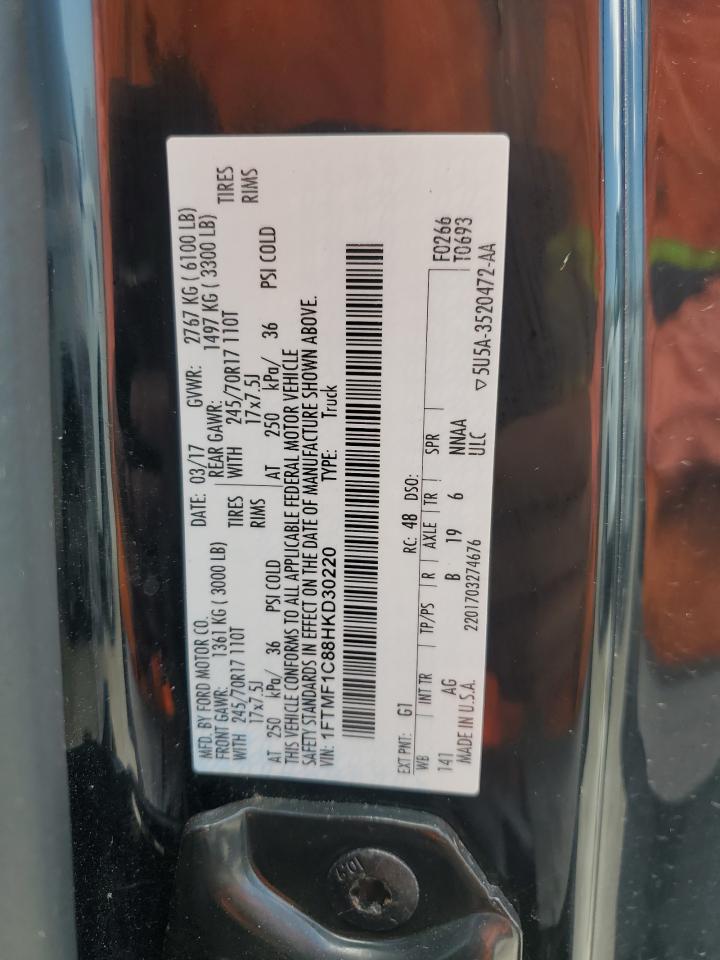 MFD. BY FORD MOTOR CO.
DATE: 03/17 GVWR: 2767 KG ( 6100 LB)
FRONT GAWR: 1361 KG ( 3000 LB) REAR GAWR: 1497 KG ( 3300 LB)
WITH 245/70R17 110T TIRES WITH 245/70R17 110T TIRES
17x7.5J RIMS 17x7.5J RIMS
AT 250 kPa/ 36 PSI COLD AT 250 kPa/ 36 PSI COLD
THIS VEHICLE CONFORMS TO ALL APPLICABLE FEDERAL MOTOR VEHICLE
SAFETY STANDARDS IN EFFECT ON THE DATE OF MANUFACTURE SHOWN ABOVE.
VIN: 1FTMF1C88HKD30220 TYPE: Truck
EXT PNT: G1 RC: 48 DSO: F0266
WB INT TR TP/PS R AXLE TR SPR T0693
141 AG B 19 6 NNAA
MADE IN U.S.A. 2201703274676 ULC ▽5U5A-3520472-AA